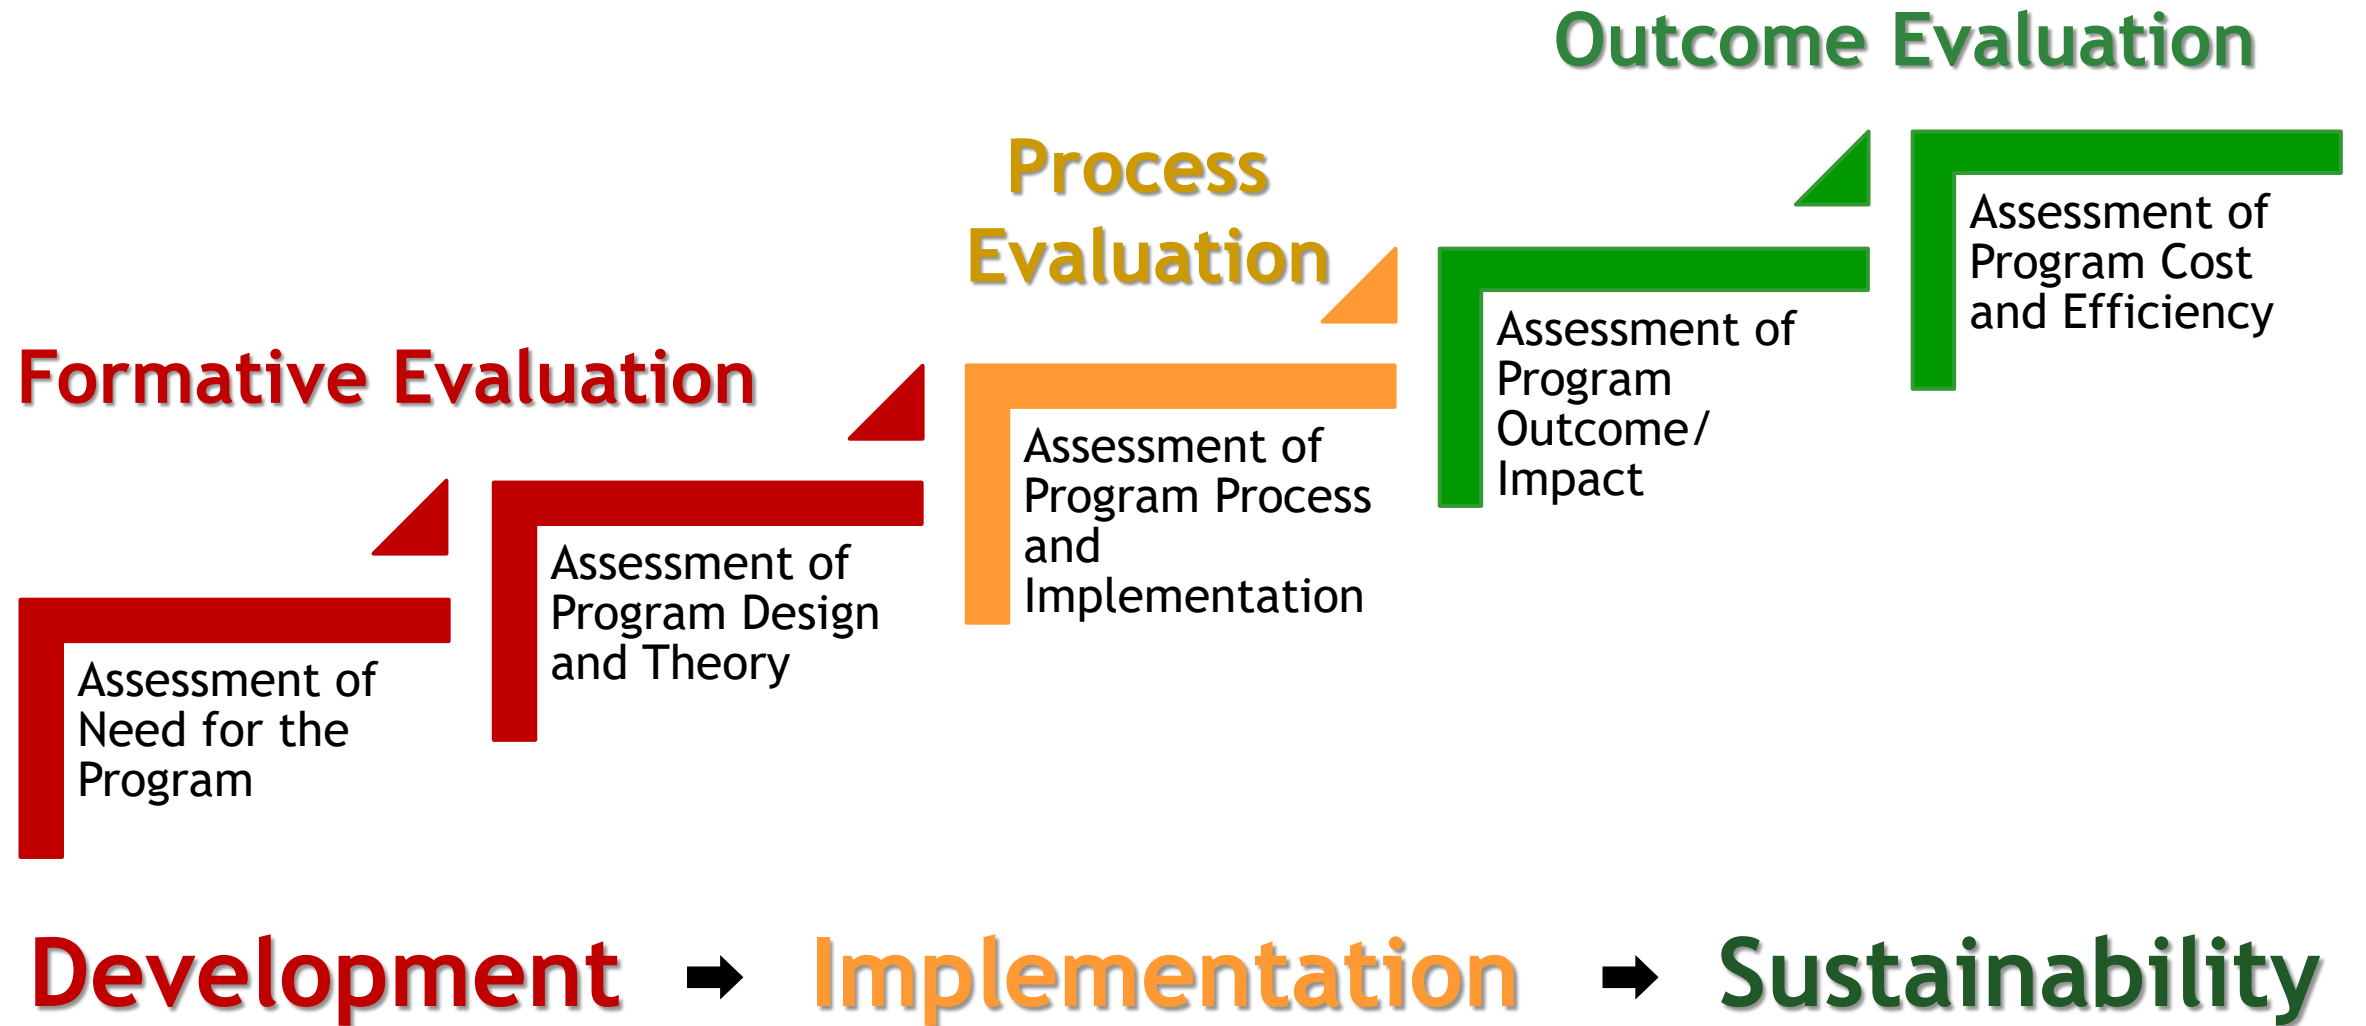 Outcome Evaluation
Process
Evaluation
Formative Evaluation
Assessment of
Need for the
Program
Assessment of
Program Design
and Theory
Assessment of
Program Process
and
Implementation
Assessment of
Program
Outcome/
Impact
Assessment of
Program Cost
and Efficiency
Development
Implementation
Sustainability